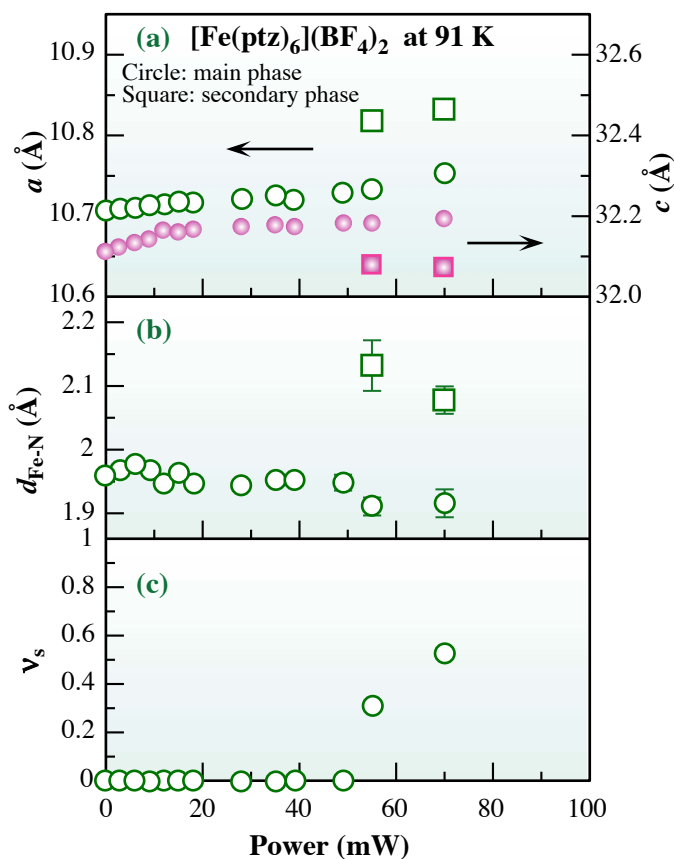 (a) [Fe(ptz)6](BF4)2 at 91 K
Circle: main phase
Square: secondary phase
10.9
10.8
10.7
10.6
a (Å)
32.6
32.4
32.2
32.0
c (Å)
(b)
2.2
2.1
2
1.9
dFe-N (Å)
(c)
1
0.8
0.6
0.4
0.2
0
νs
0 20 40 60 80 100
Power (mW)